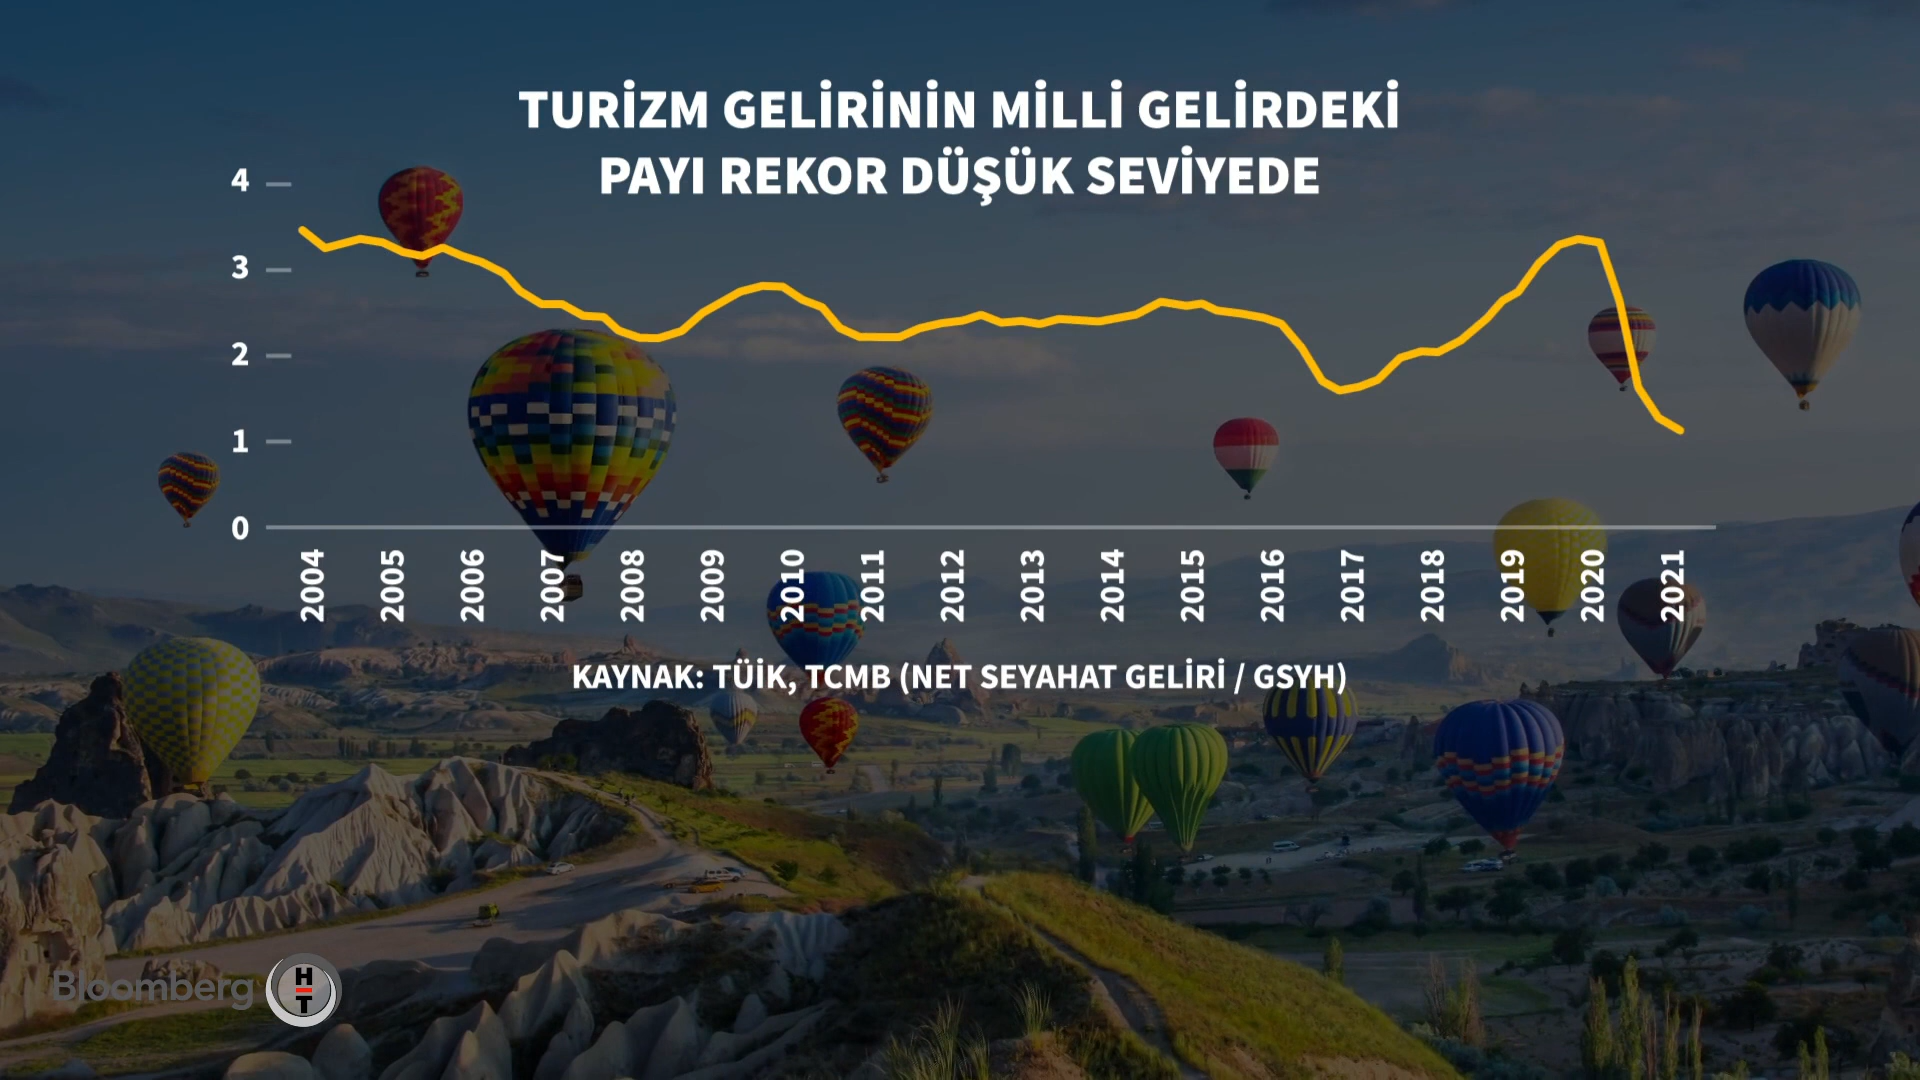 TURİZM GELİRİNİN MİLLİ GELİRDEKİ
PAYI REKOR DÜŞÜK SEVİYEDE
4
3
2
1
0
2004 2005 2006 2007 2008 2009 2010 2011 2012 2013 2014 2015 2016 2017 2018 2019 2020 2021
KAYNAK: TÜİK, TCMB (NET SEYAHAT GELİRİ / GSYH)
Bloomberg HT